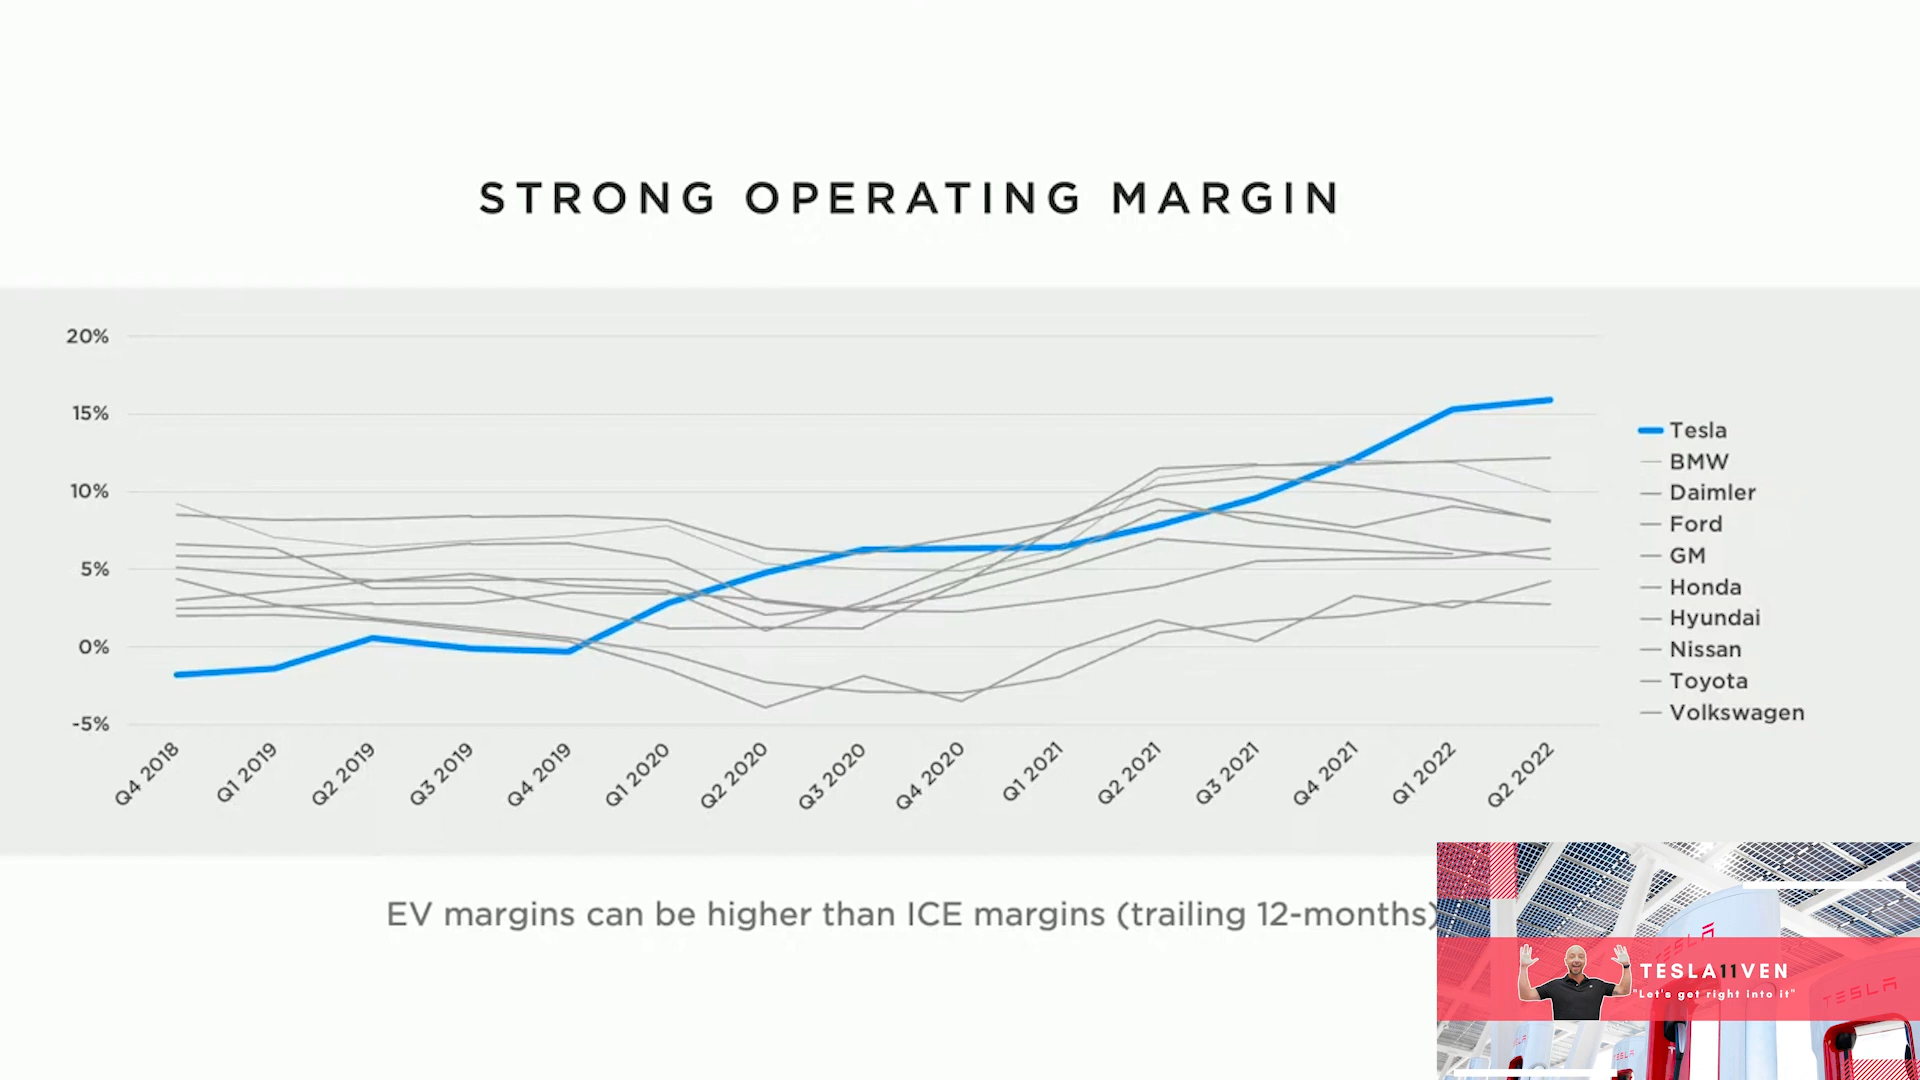 STRONG OPERATING MARGIN
20%
15%
10%
5%
0%
-5%
Q4 2018
Q1 2019
Q2 2019
Q3 2019
Q4 2019
Q1 2020
Q2 2020
Q3 2020
Q4 2020
Q1 2021
Q2 2021
Q3 2021
Q4 2021
Q1 2022
Q2 2022
Tesla
BMW
Daimler
Ford
GM
Honda
Hyundai
Nissan
Toyota
Volkswagen
EV margins can be higher than ICE margins (trailing 12-months)
TESLA
TESLA11VEN
"Let's get right into it"
TESLA